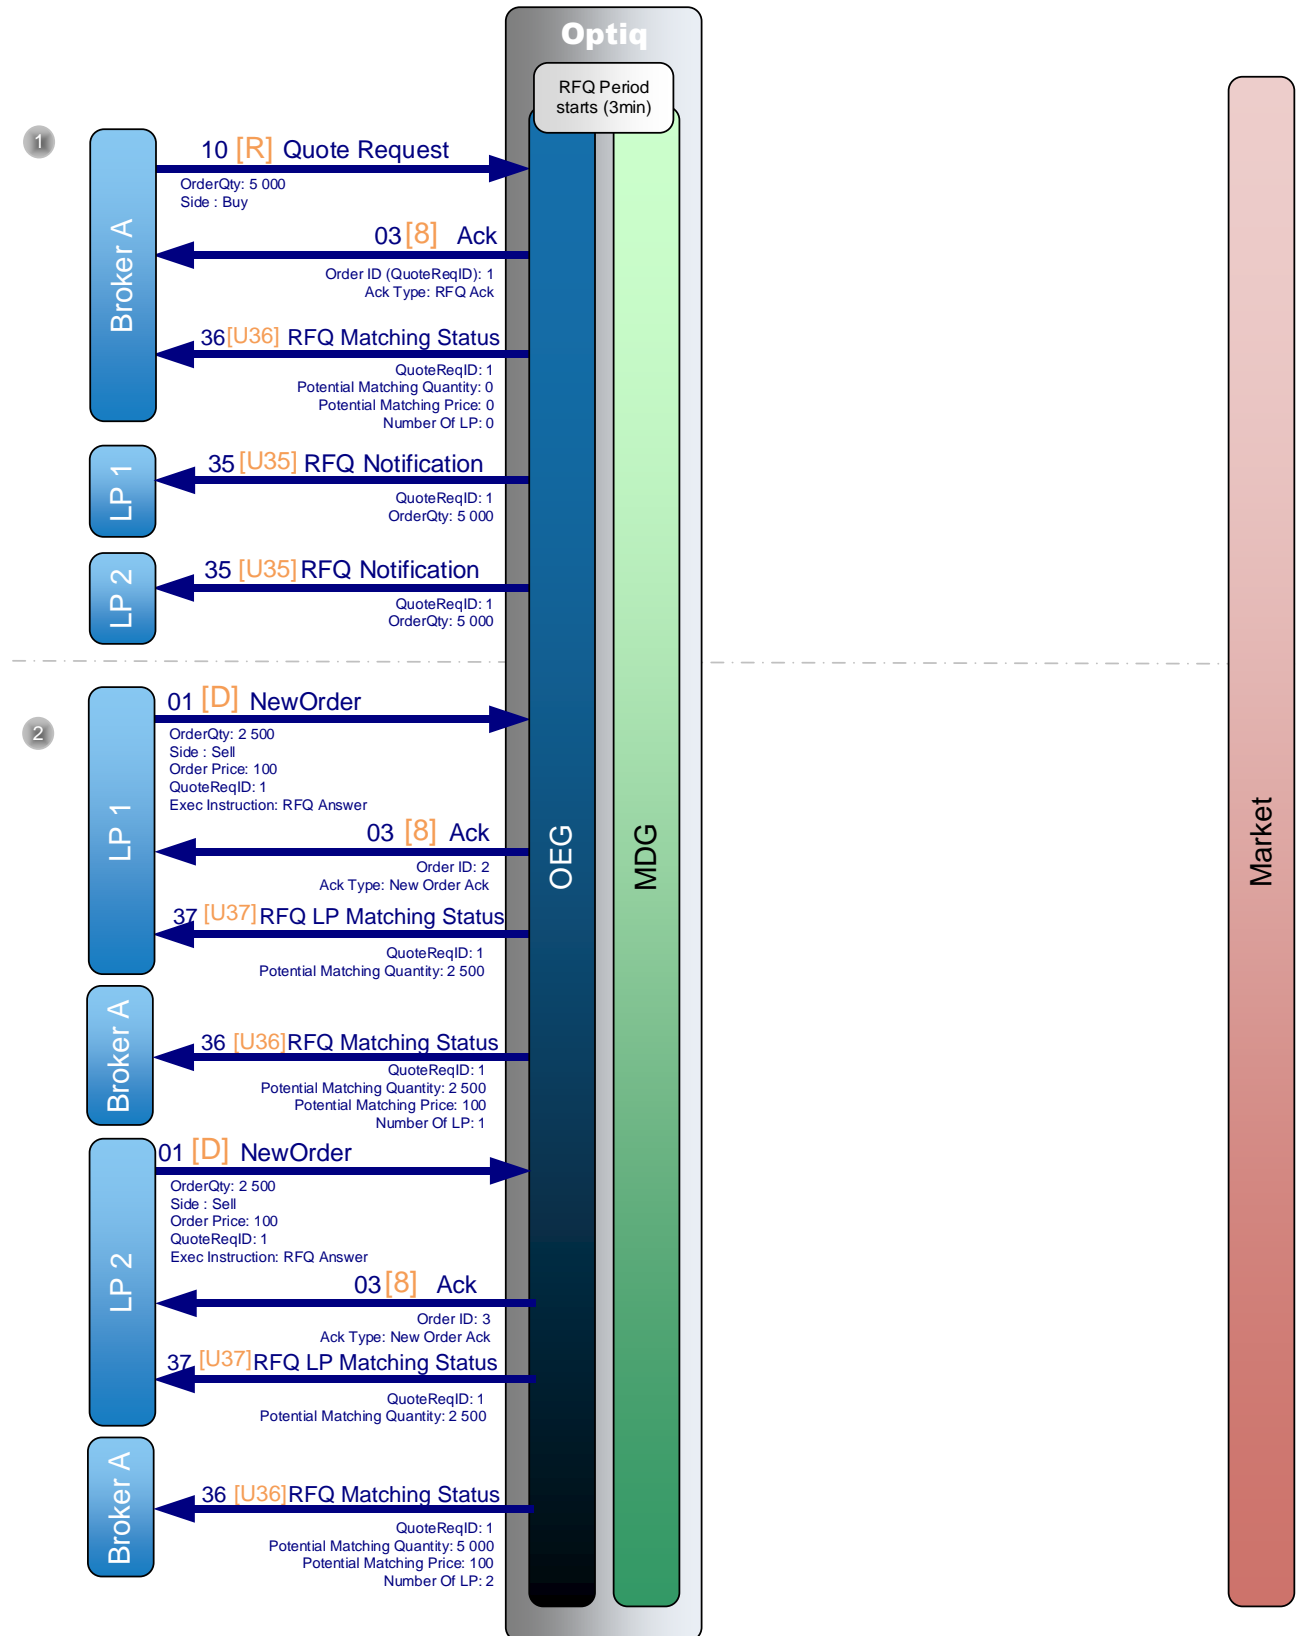 Optiq
RFQ Period
starts (3min)
1
Broker A
10 [R] Quote Request
OrderQty: 5 000
Side : Buy
03 [8] Ack
Order ID (QuoteReqID): 1
Ack Type: RFQ Ack
36 [U36] RFQ Matching Status
QuoteReqID: 1
Potential Matching Quantity: 0
Potential Matching Price: 0
Number Of LP: 0
LP 1
35 [U35] RFQ Notification
QuoteReqID: 1
OrderQty: 5 000
LP 2
35 [U35] RFQ Notification
QuoteReqID: 1
OrderQty: 5 000
2
LP 1
01 [D] NewOrder
OrderQty: 2 500
Side : Sell
Order Price: 100
QuoteReqID: 1
Exec Instruction: RFQ Answer
03 [8] Ack
Order ID: 2
Ack Type: New Order Ack
37 [U37] RFQ LP Matching Status
QuoteReqID: 1
Potential Matching Quantity: 2 500
OEG
MDG
Market
Broker A
36 [U36] RFQ Matching Status
QuoteReqID: 1
Potential Matching Quantity: 2 500
Potential Matching Price: 100
Number Of LP: 1
LP 2
01 [D] NewOrder
OrderQty: 2 500
Side : Sell
Order Price: 100
QuoteReqID: 1
Exec Instruction: RFQ Answer
03 [8] Ack
Order ID: 3
Ack Type: New Order Ack
37 [U37] RFQ LP Matching Status
QuoteReqID: 1
Potential Matching Quantity: 2 500
Broker A
36 [U36] RFQ Matching Status
QuoteReqID: 1
Potential Matching Quantity: 5 000
Potential Matching Price: 100
Number Of LP: 2